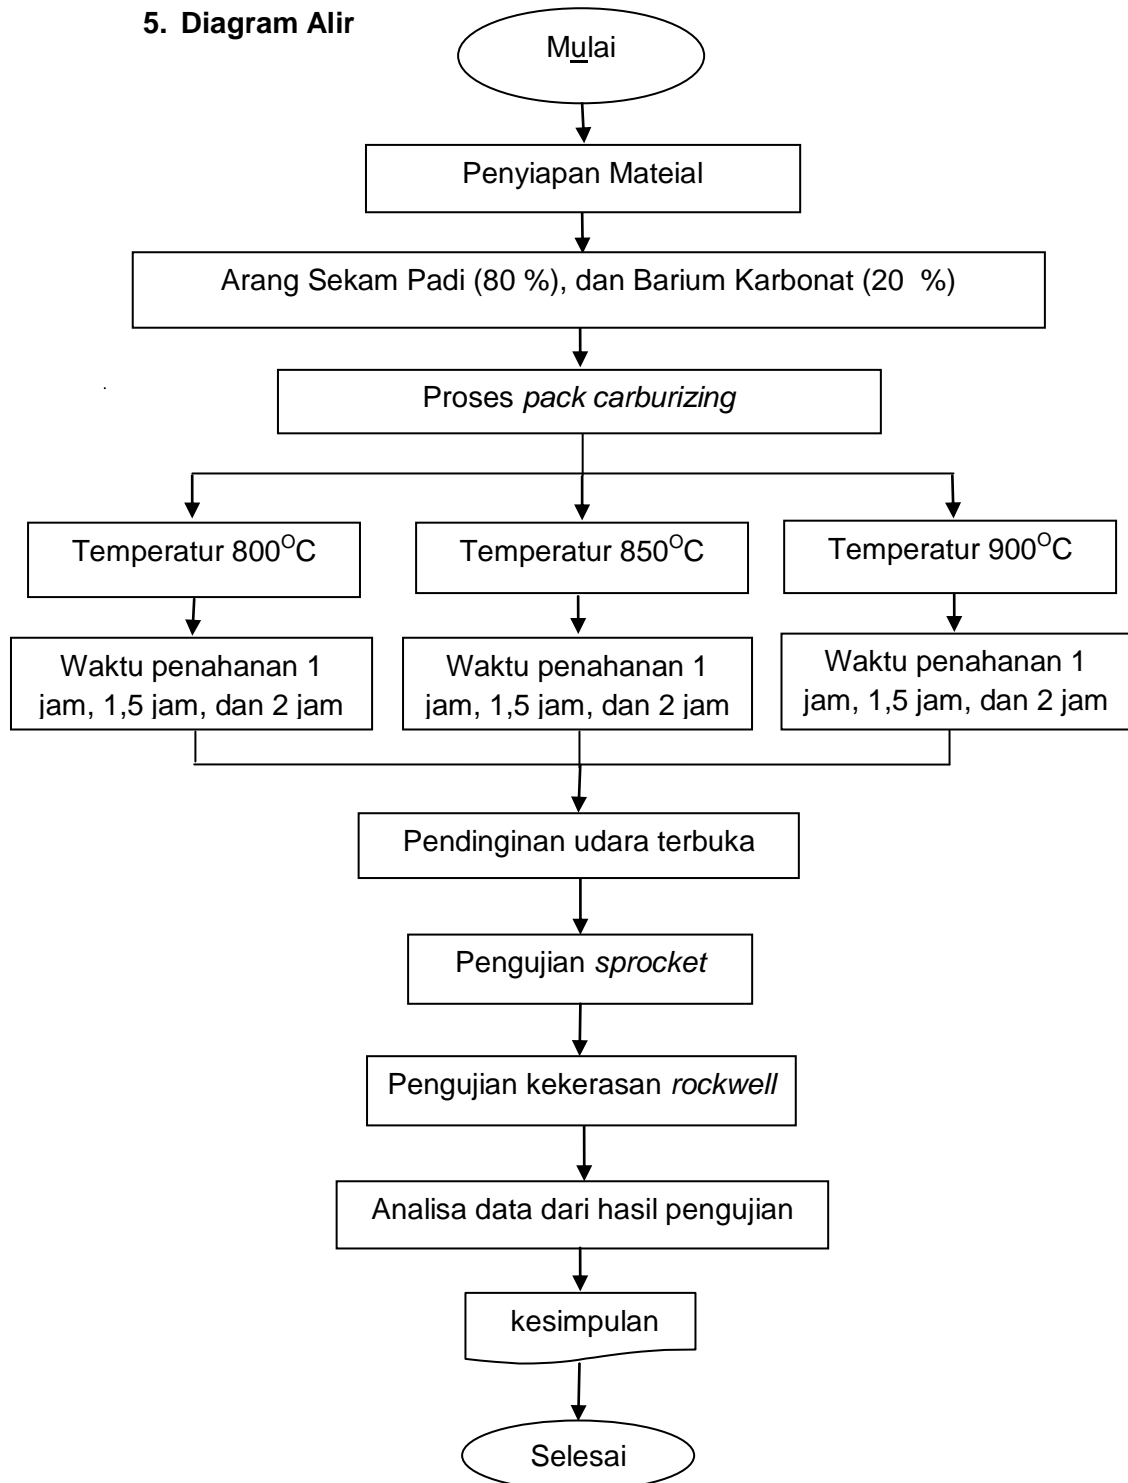 5. Diagram Alir
Mulai
Penyiapan Mateial
Arang Sekam Padi (80 %), dan Barium Karbonat (20 %)
Proses pack carburizing
Temperatur 800°C
Temperatur 850°C
Temperatur 900°C
Waktu penahanan 1
jam, 1,5 jam, dan 2 jam
Waktu penahanan 1
jam, 1,5 jam, dan 2 jam
Waktu penahanan 1
jam, 1,5 jam, dan 2 jam
Pendinginan udara terbuka
Pengujian sprocket
Pengujian kekerasan rockwell
Analisa data dari hasil pengujian
kesimpulan
Selesai